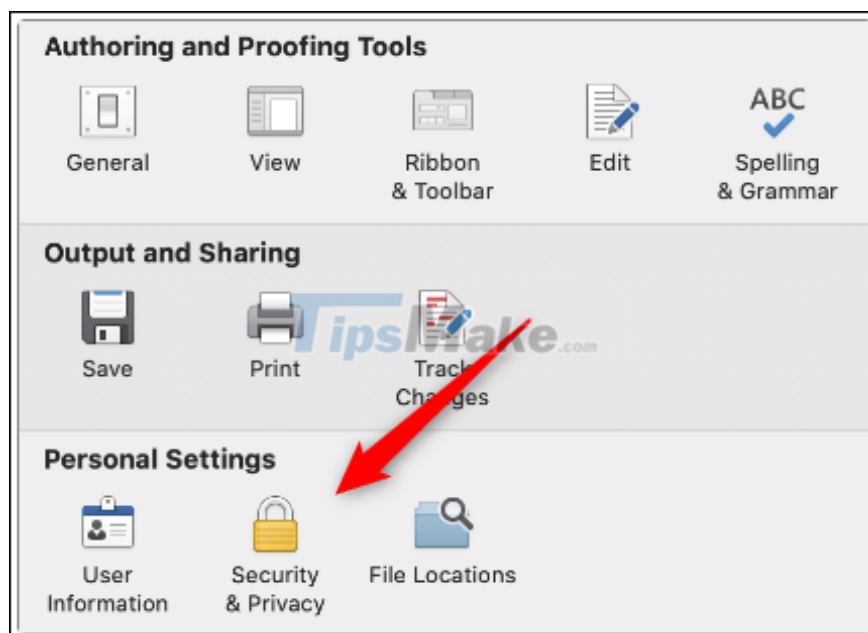 Authoring and Proofing Tools
ABC
General
View
Ribbon
& Toolbar
Edit
Spelling
& Grammar
Output and Sharing
TipsMake.com
Save
Print
Track
Changes
Personal Settings
User
Information
Security
& Privacy
File Locations